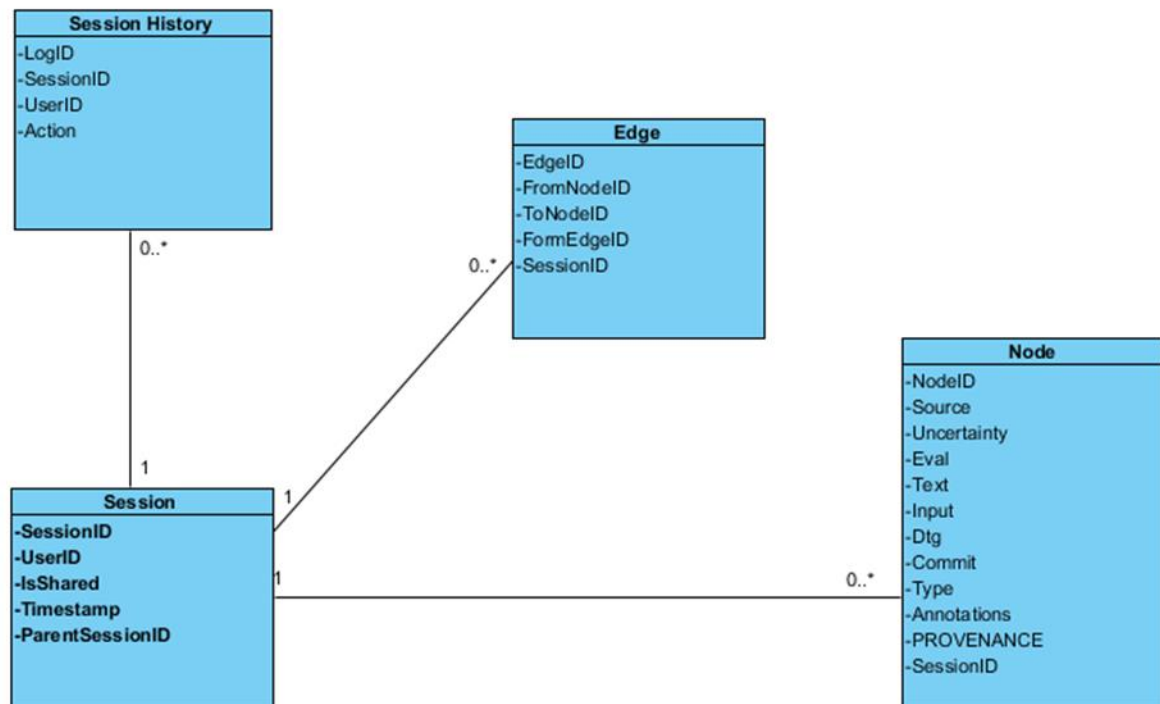 Session History
-LogID
-SessionID
-UserID
-Action
0..*
1
Edge
-EdgeID
-FromNodeID
-ToNodeID
-FormEdgeID
-SessionID
0..*
1
Node
-NodeID
-Source
-Uncertainty
-Eval
-Text
-Input
-Dtg
-Commit
-Type
-Annotations
-PROVENANCE
-SessionID
0..*
1
Session
-SessionID
-UserID
-IsShared
-Timestamp
-ParentSessionID